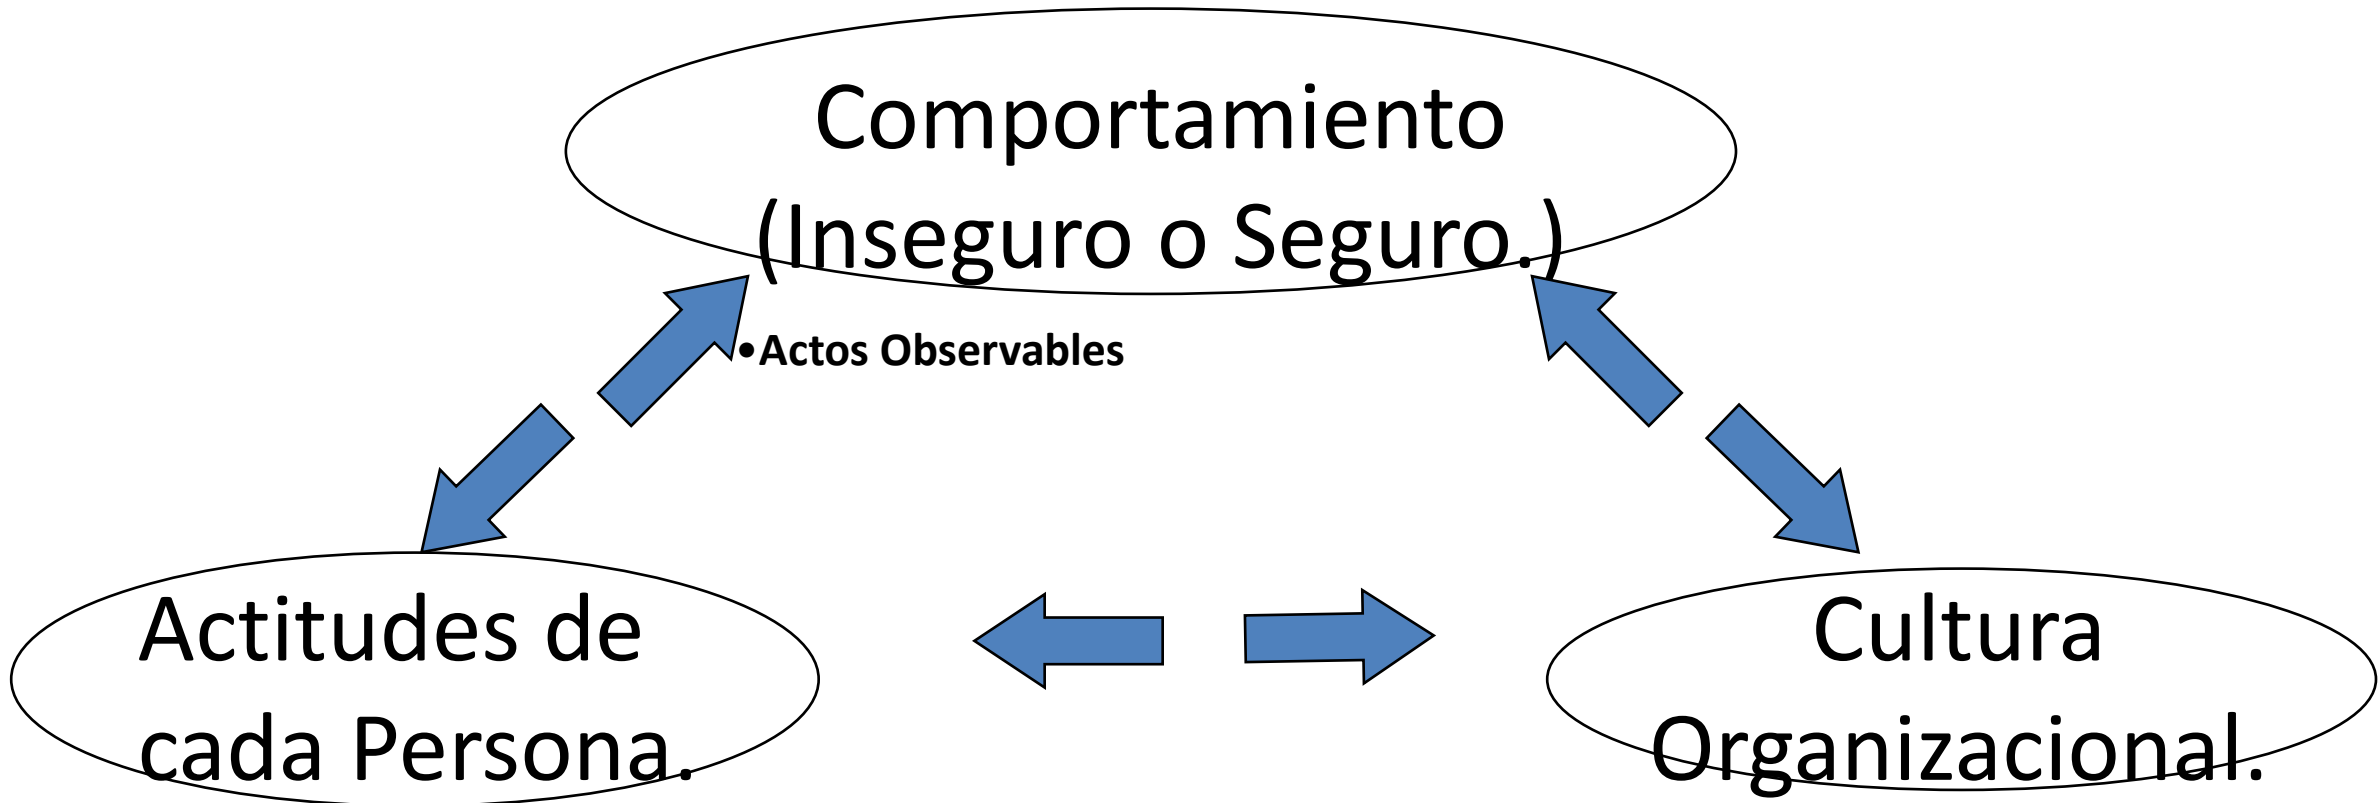 Comportamiento
(Inseguro o Seguro.)
•Actos Observables
Actitudes de
cada Persona.
Cultura
Organizacional.